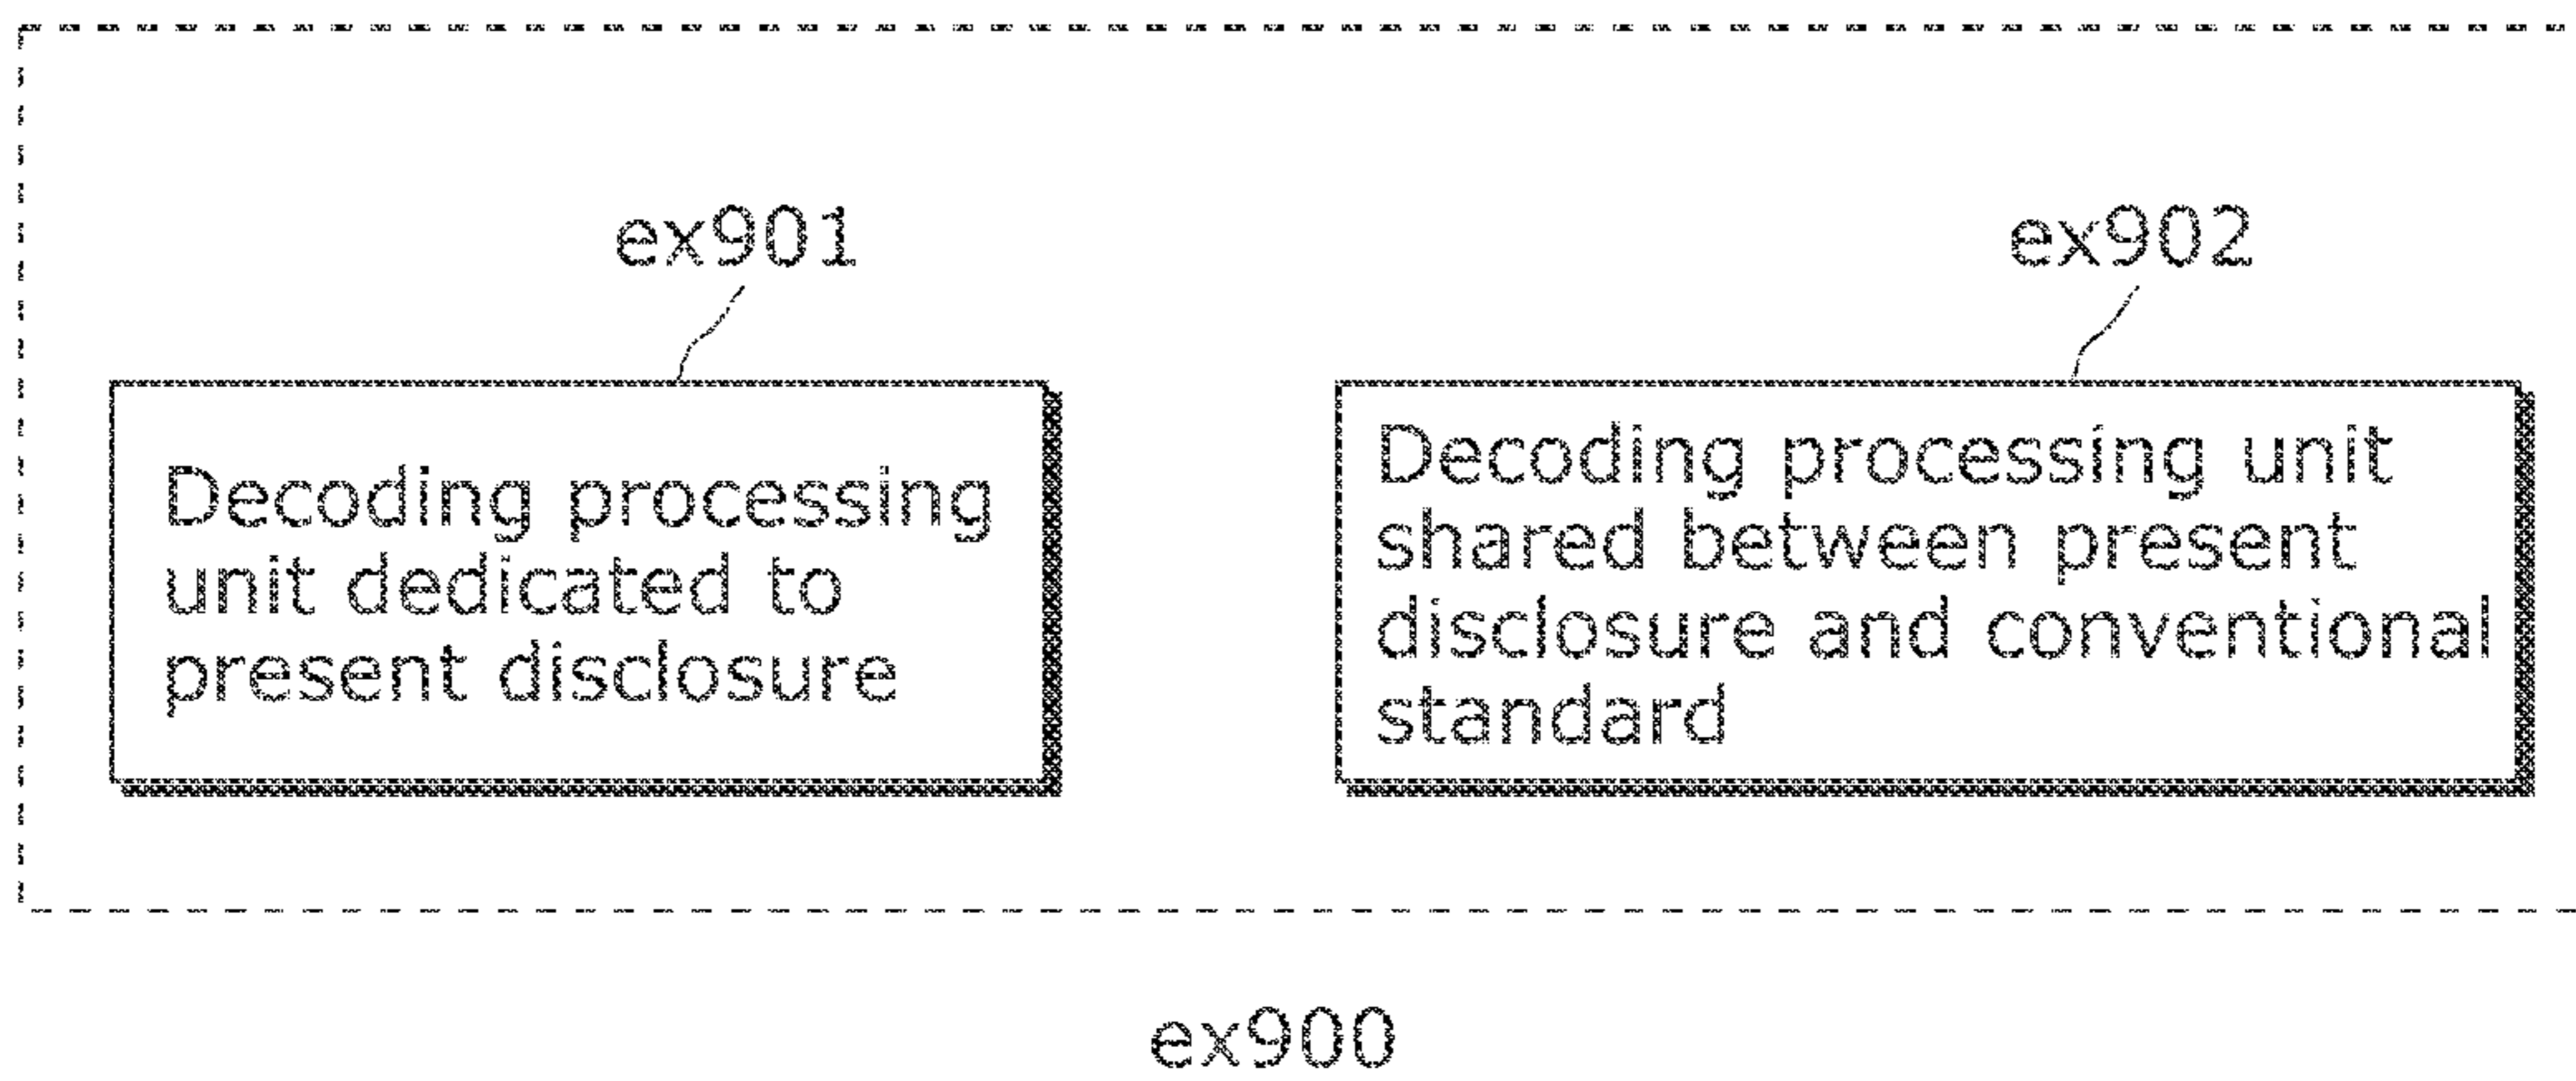 ex901
Decoding processing
unit dedicated to
present disclosure
ex902
Decoding processing unit
shared between present
disclosure and conventional
standard
ex900